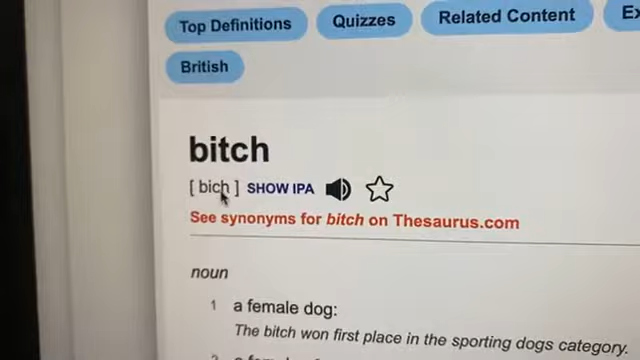 Top Definitions Quizzes Related Content
British
bitch
[ bich ] SHOW IPA
See synonyms for bitch on Thesaurus.com
noun
1 a female dog:
The bitch won first place in the sporting dogs category.